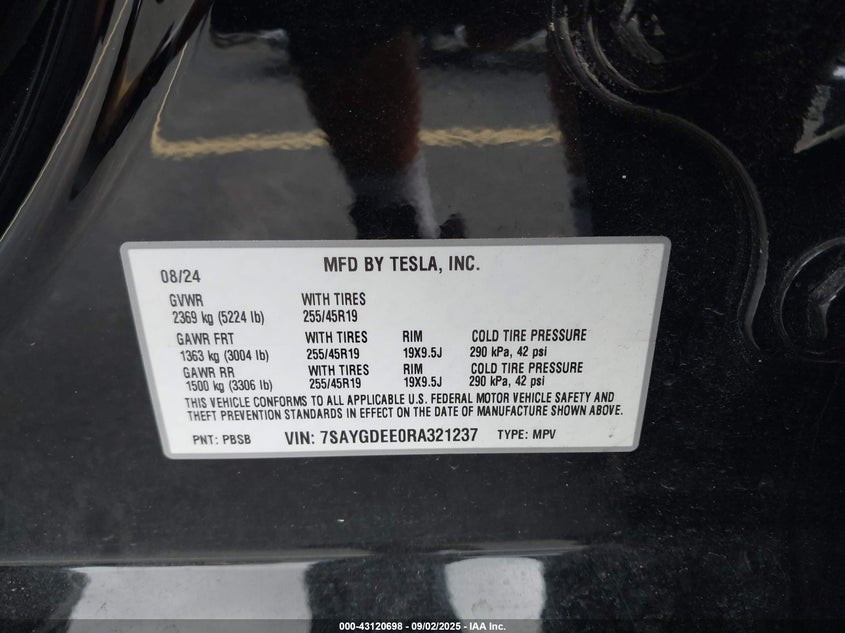 MFD BY TESLA, INC.
08/24
GVWR WITH TIRES
2369 kg (5224 lb) 255/45R19
GAWR FRT WITH TIRES RIM COLD TIRE PRESSURE
1363 kg (3004 lb) 255/45R19 19X9.5J 290 kPa, 42 psi
GAWR RR WITH TIRES RIM COLD TIRE PRESSURE
1500 kg (3306 lb) 255/45R19 19X9.5J 290 kPa, 42 psi
THIS VEHICLE CONFORMS TO ALL APPLICABLE U.S. FEDERAL MOTOR VEHICLE SAFETY AND
THEFT PREVENTION STANDARDS IN EFFECT ON THE DATE OF MANUFACTURE SHOWN ABOVE.
PNT: PBSB VIN: 7SAYGDEE0RA321237 TYPE: MPV
000-43120698 - 09/02/2025 - IAA Inc.